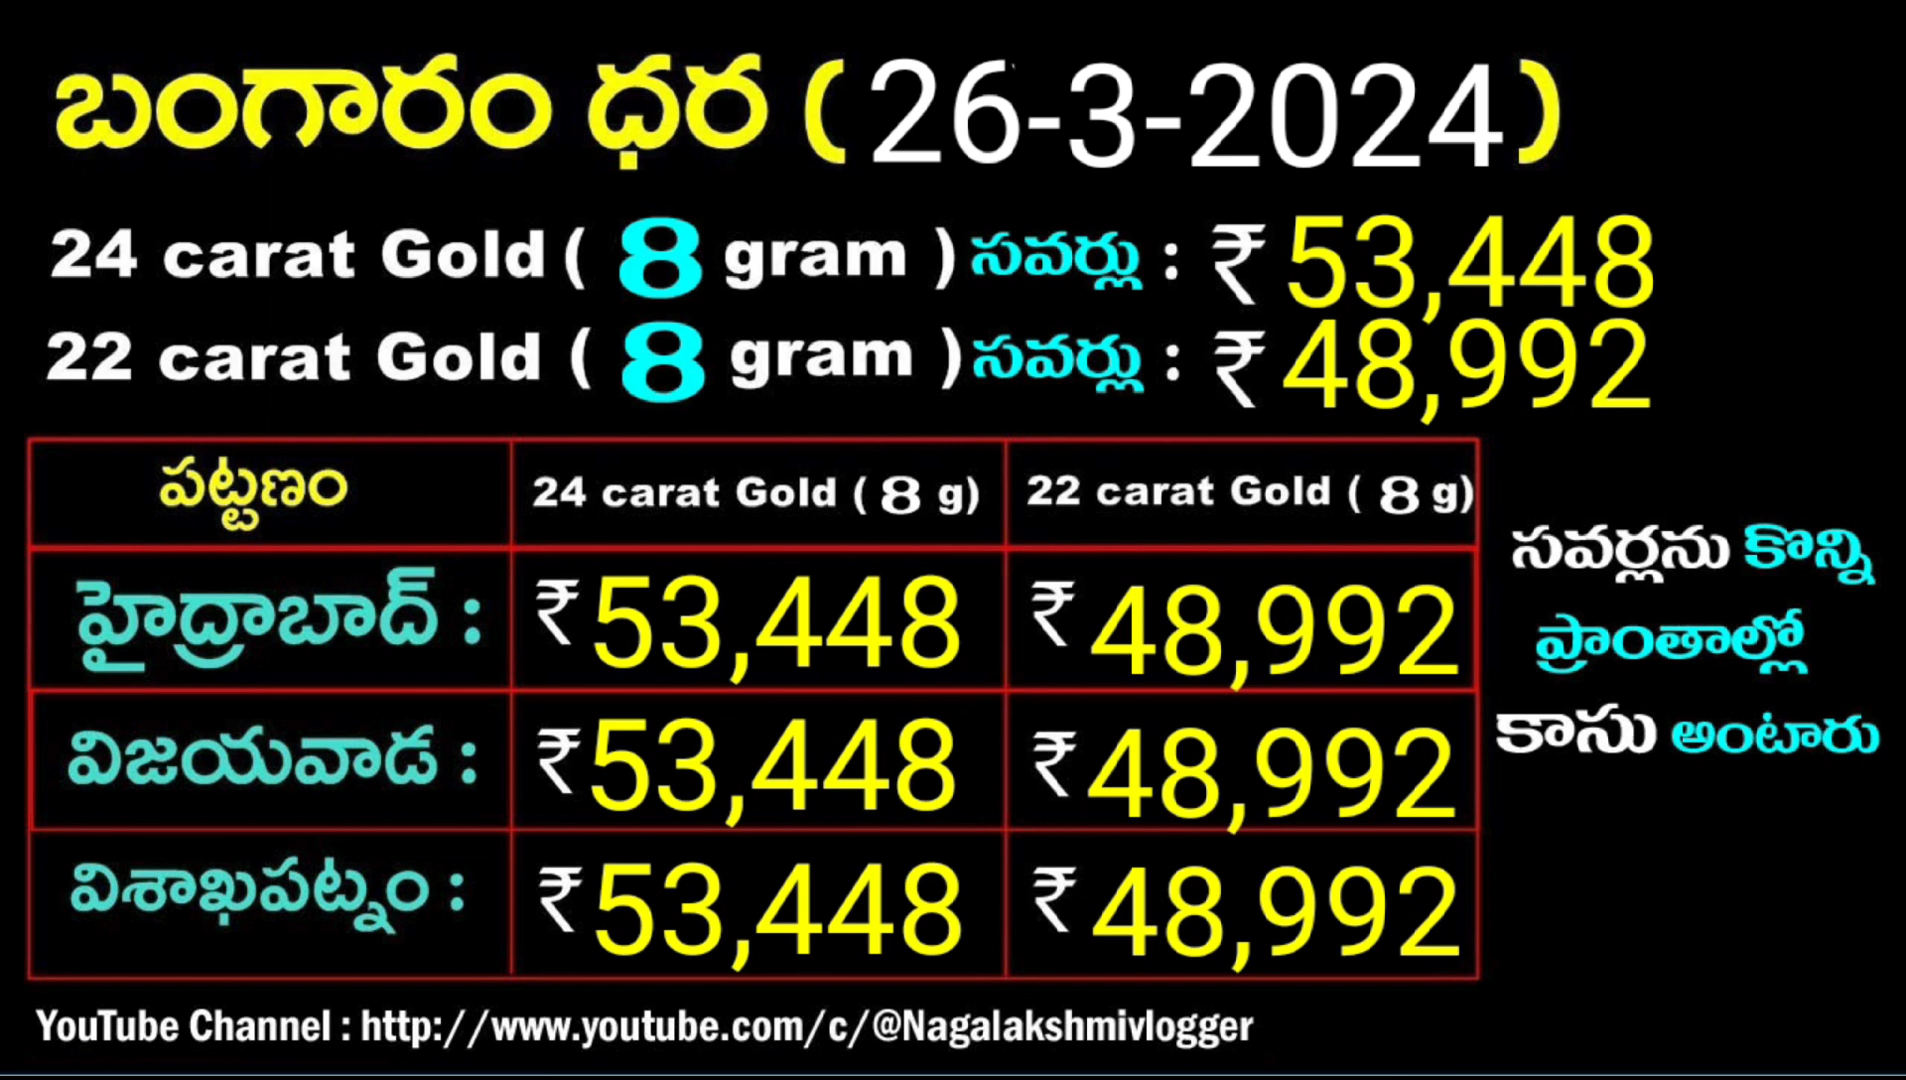 బంగారం ధర ( 26-3-2024)
24 carat Gold ( 8 gram ) సవర్లు : ₹ 53,448
22 carat Gold ( 8 gram ) సవర్లు : ₹ 48,992
పట్టణం 24 carat Gold ( 8 g) 22 carat Gold ( 8 g)
హైద్రాబాద్ : ₹ 53,448 ₹ 48,992
విజయవాడ : ₹ 53,448 ₹ 48,992
విశాఖపట్నం : ₹ 53,448 ₹ 48,992
సవర్లను కొన్ని
ప్రాంతాల్లో
కాసు అంటారు
YouTube Channel : http://www.youtube.com/c/@Nagalakshmivlogger